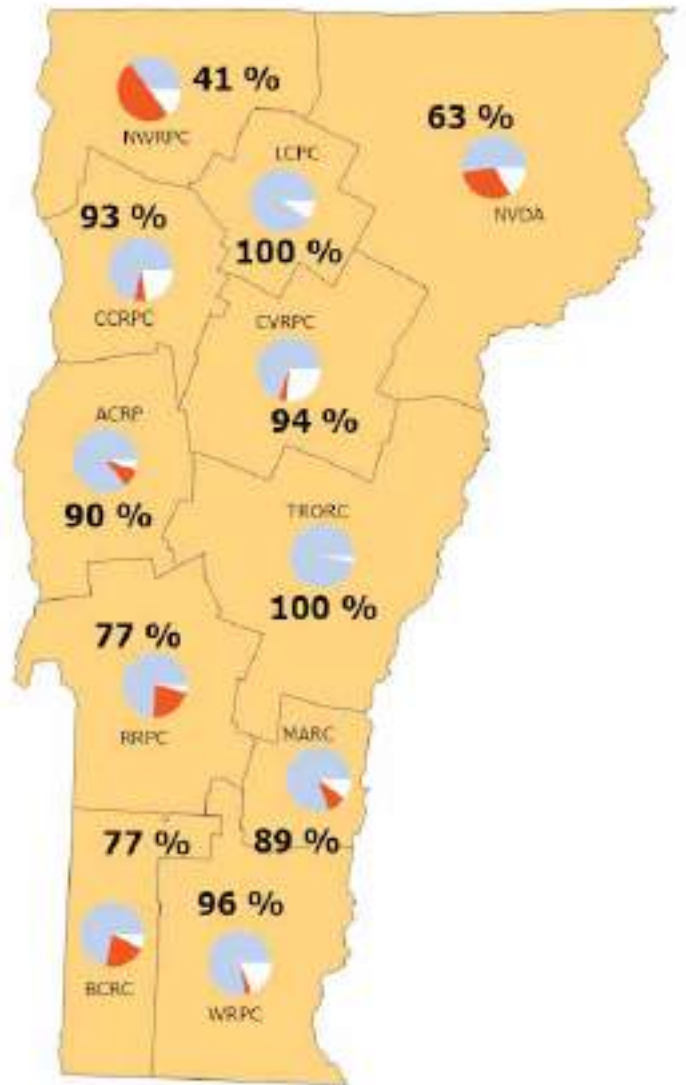 41 %
NWRPC
63 %
NVDA
LCPC
100 %
93 %
CCRPC
CVRPC
94 %
ACRP
90 %
TRORC
100 %
77 %
RRPC
MARC
89 %
77 %
BCRC
96 %
WRPC